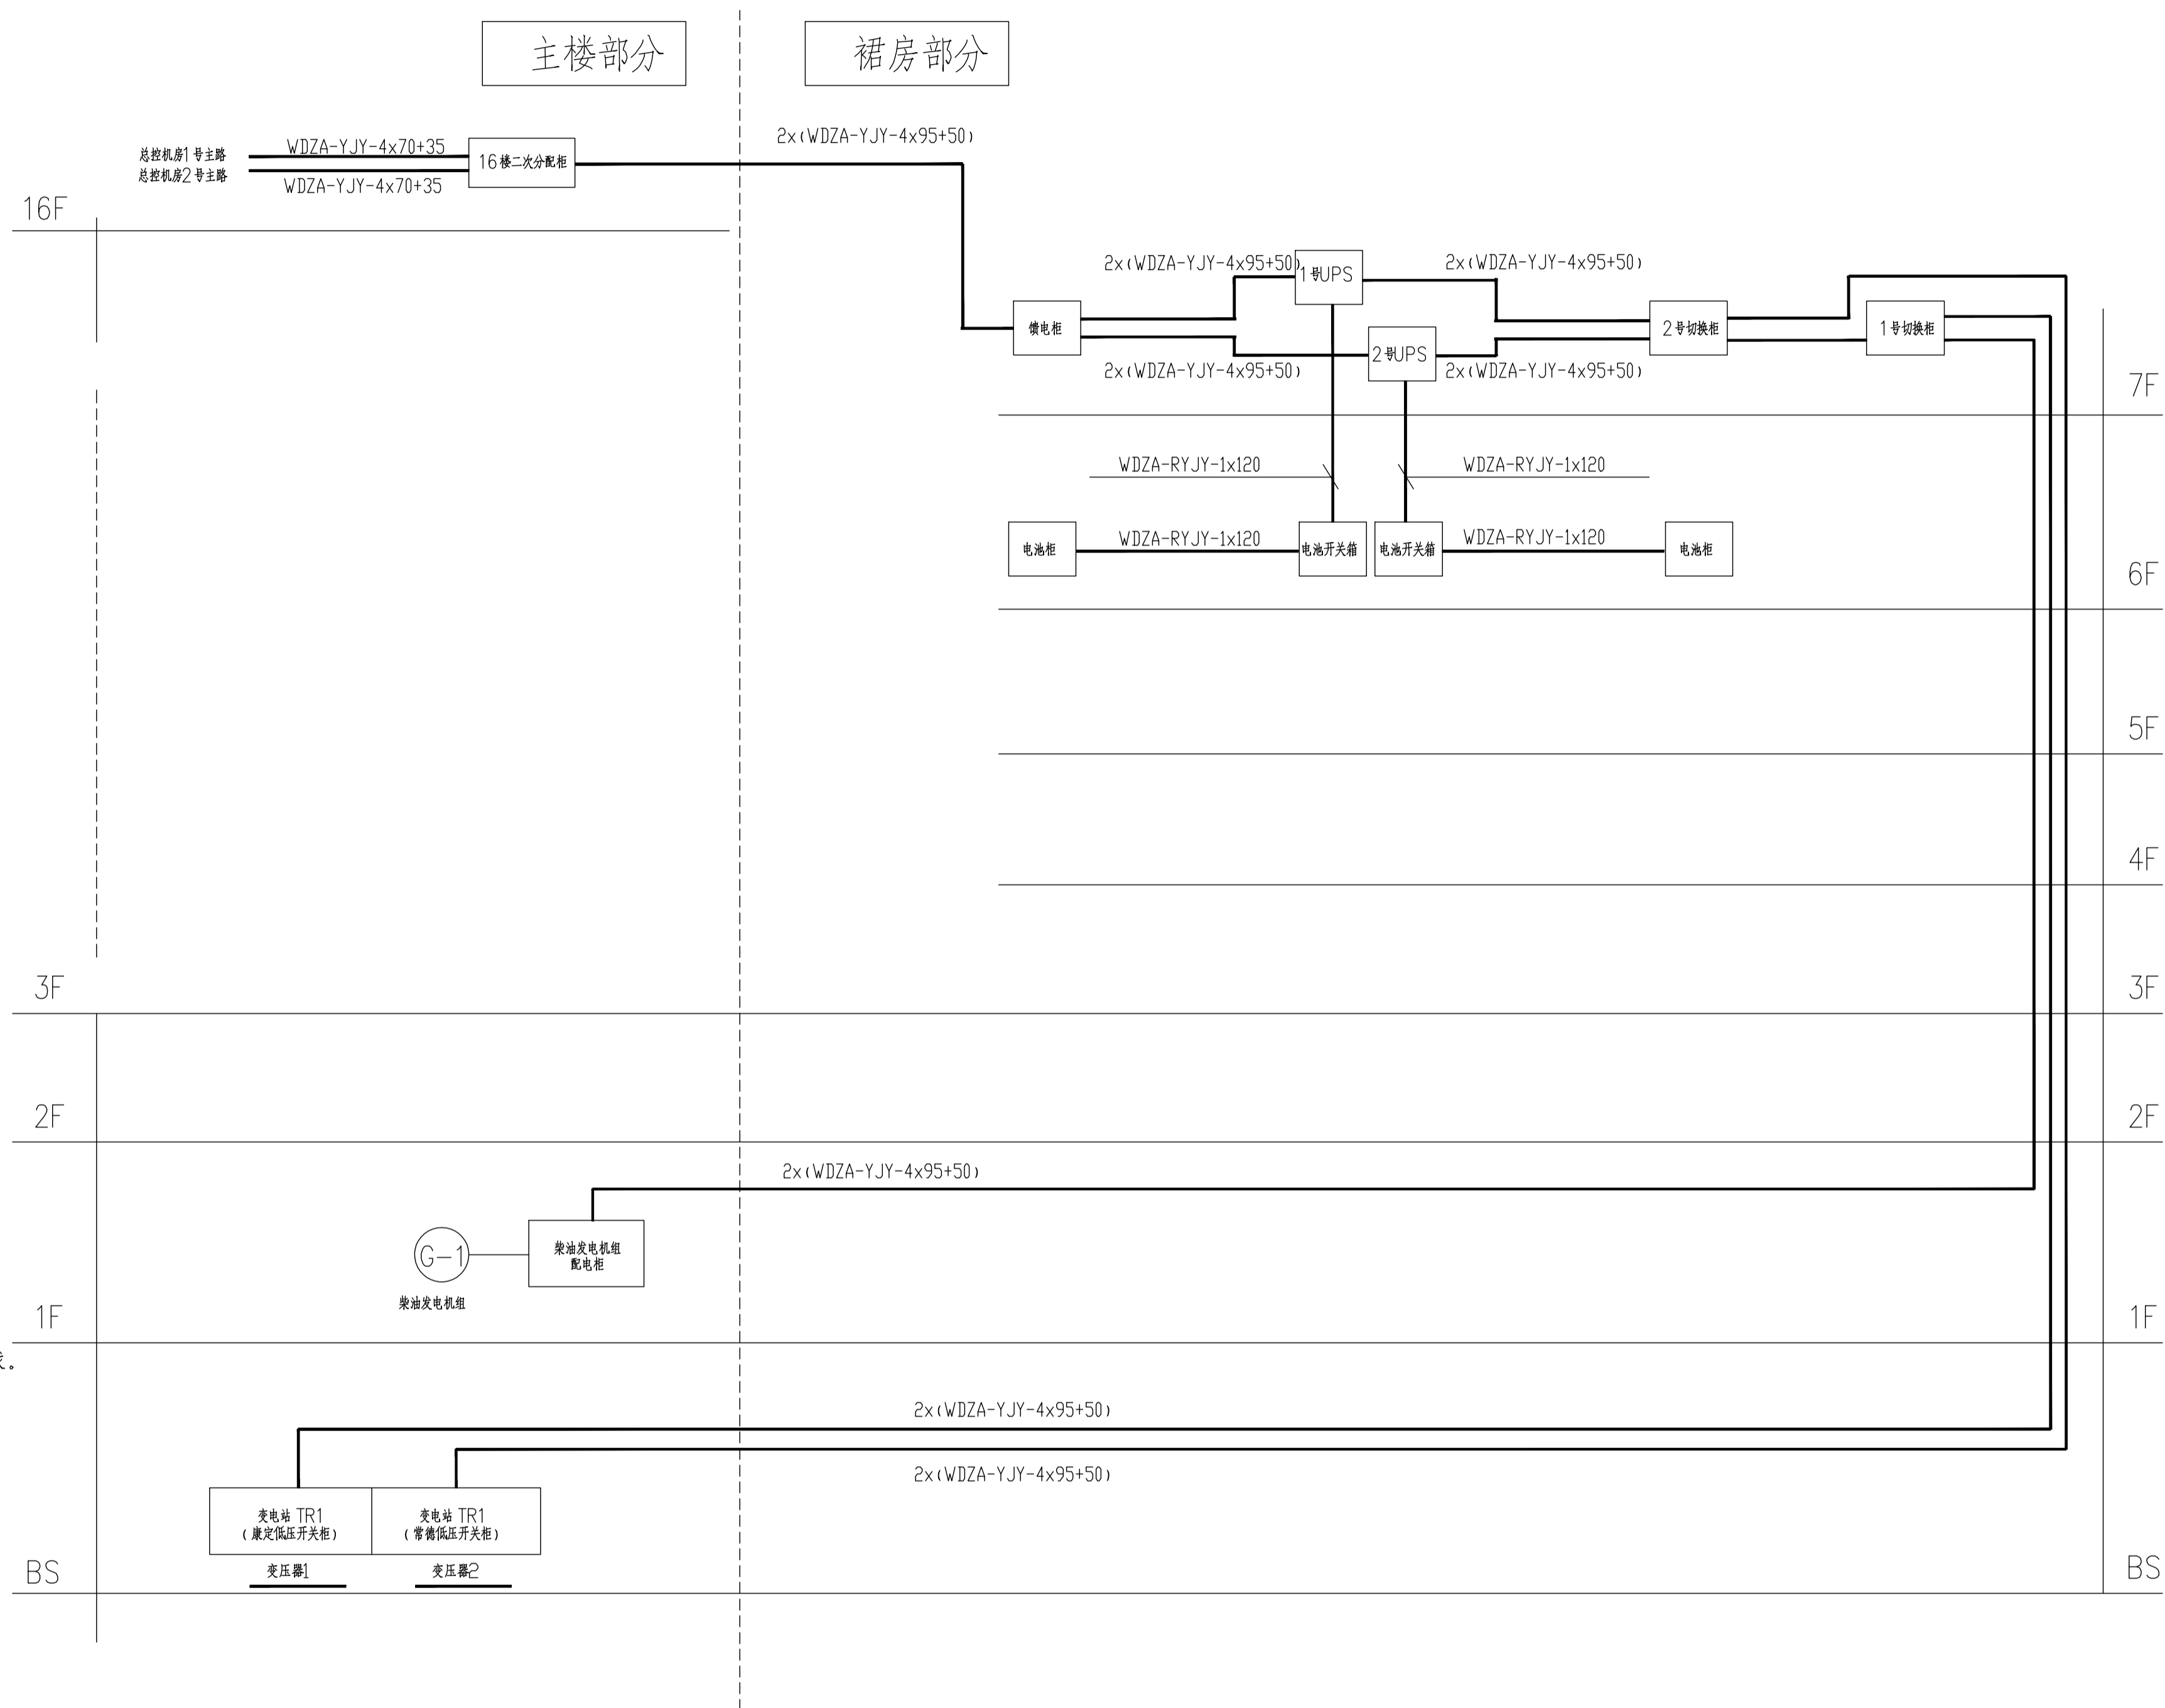 主楼部分
裙房部分
2x(WDZA-YJY-4x95+50)
总控机房1号主路
WDZA-YJY-4x70+35
16楼二次分配柜
总控机房2号主路
WDZA-YJY-4x70+35
16F
2x(WDZA-YJY-4x95+50)
1号UPS
2x(WDZA-YJY-4x95+50)
馈电柜
2号切换柜
1号切换柜
2号UPS
2x(WDZA-YJY-4x95+50)
2x(WDZA-YJY-4x95+50)
7F
WDZA-RYJY-1x120
WDZA-RYJY-1x120
电池柜
WDZA-RYJY-1x120
电池开关箱
电池开关箱
WDZA-RYJY-1x120
电池柜
6F
5F
4F
3F
3F
2F
2F
2x(WDZA-YJY-4x95+50)
G-1
柴油发电机组
配电柜
柴油发电机组
1F
1F
。
2x(WDZA-YJY-4x95+50)
2x(WDZA-YJY-4x95+50)
变电站 TR1
(康定低压开关柜)
变电站 TR1
(常德低压开关柜)
变压器1
变压器2
BS
BS